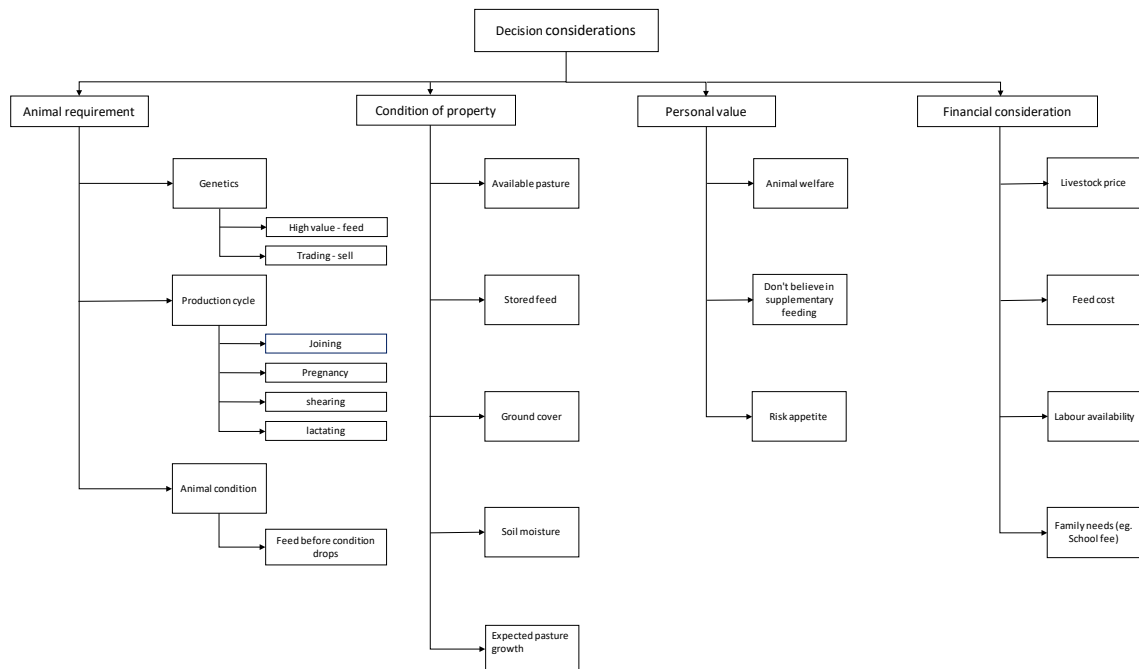 Decision considerations
Animal requirement
Condition of property
Personal value
Financial consideration
Genetics
High value - feed
Trading - sell
Production cycle
Joining
Pregnancy
shearing
lactating
Animal condition
Feed before condition
drops
Available pasture
Stored feed
Ground cover
Soil moisture
Expected pasture
growth
Animal welfare
Don't believe in
supplementary
feeding
Risk appetite
Livestock price
Feed cost
Labour availability
Family needs (eg.
School fee)